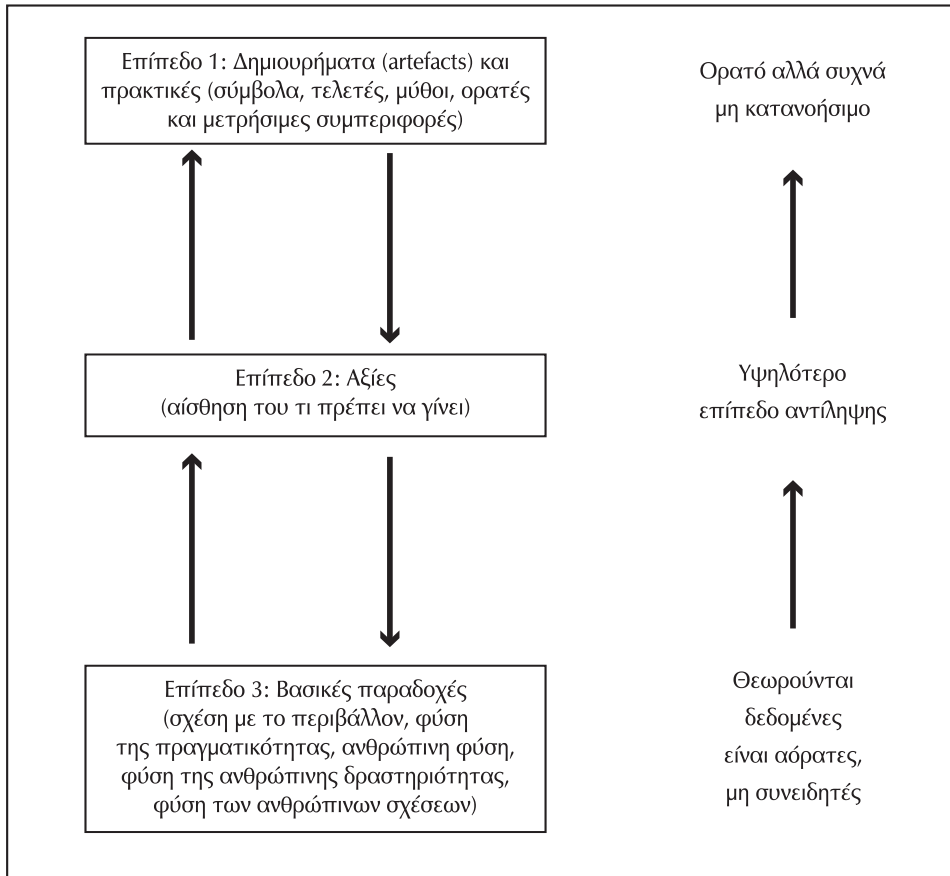 Επίπεδο 1: Δημιουρήματα (artefacts) και
πρακτικές (σύμβολα, τελετές, μύθοι, ορατές
και μετρήσιμες συμπεριφορές)
Ορατό αλλά συχνά
μη κατανοήσιμο
Επίπεδο 2: Αξίες
(αίσθηση του τι πρέπει να γίνει)
Υψηλότερο
επίπεδο αντίληψης
Επίπεδο 3: Βασικές παραδοχές
(σχέση με το περιβάλλον, φύση
της πραγματικότητας, ανθρώπινη φύση,
φύση της ανθρώπινης δραστηριότητας,
φύση των ανθρώπινων σχέσεων)
Θεωρούνται
δεδομένες
είναι αόρατες,
μη συνειδητές